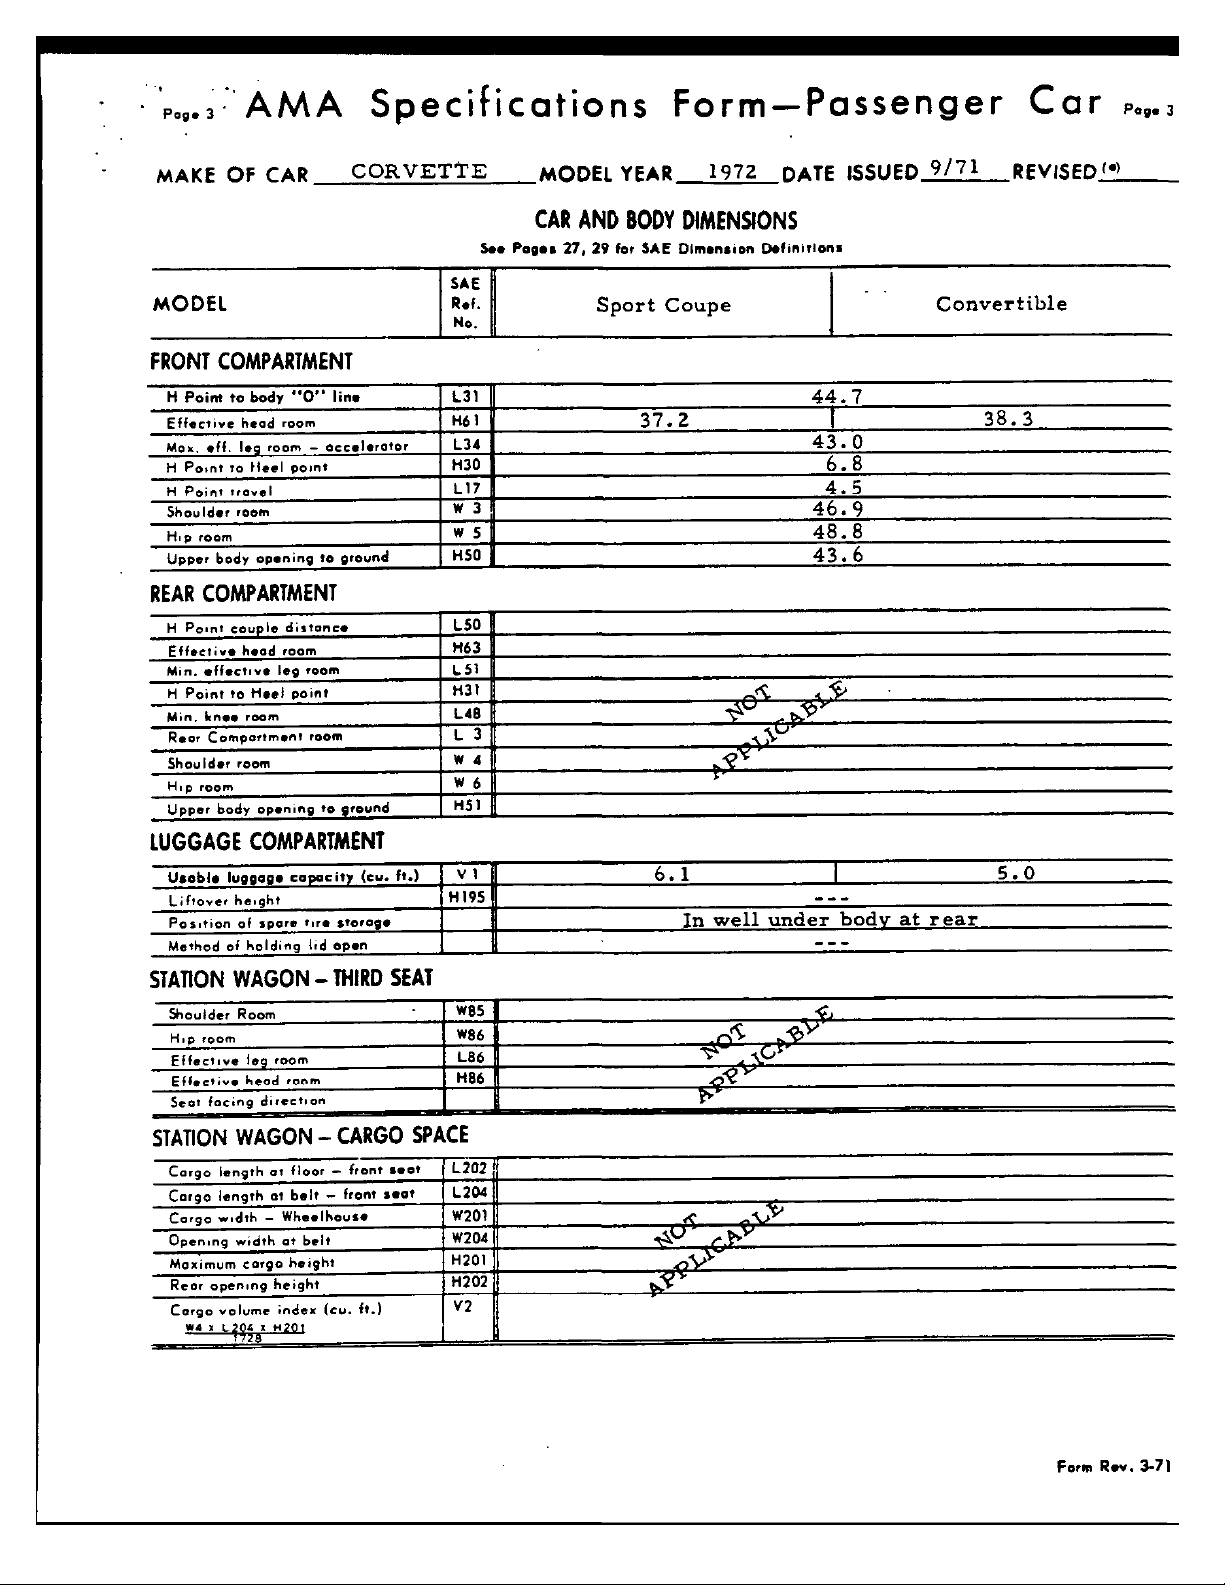 Page 3 AMA Specifications Form—Passenger Car Page 3
MAKE OF CAR CORVETTE MODEL YEAR 1972 DATE ISSUED 9/71 REVISED (•)
CAR AND BODY DIMENSIONS
See Pages 27, 29 for SAE Dimension Definitions
MODEL SAE Ref. No. Sport Coupe Convertible
FRONT COMPARTMENT
H Point to body "O" line L31 44.7
Effective head room H61 37.2 38.3
Max. eff. leg room – accelerator L34 43.0
H Point to Heel point H30 6.8
H Point travel L17 4.5
Shoulder room W 3 46.9
Hip room W 5 48.8
Upper body opening to ground H50 43.6
REAR COMPARTMENT
H Point couple distance L50
Effective head room H63
Min. effective leg room L51
H Point to Heel point H31
Min. knee room L48
Rear Compartment room L 3
Shoulder room W 4
Hip room W 6
Upper body opening to ground H51
NOT
APPLICABLE
LUGGAGE COMPARTMENT
Usable luggage capacity (cu. ft.) V 1 6.1 5.0
Liftover height H195 ---
Position of spare tire storage In well under body at rear
Method of holding lid open ---
STATION WAGON – THIRD SEAT
Shoulder Room W85
Hip room W86
Effective leg room L86
Effective head room H86
Seat facing direction
NOT
APPLICABLE
STATION WAGON – CARGO SPACE
Cargo length at floor – front seat L202
Cargo length at belt – front seat L204
Cargo width – Wheelhouse W201
Opening width at belt W204
Maximum cargo height H201
Rear opening height H202
Cargo volume index (cu. ft.) V2
W4 x L204 x H201
1728
NOT
APPLICABLE
Form Rev. 3-71